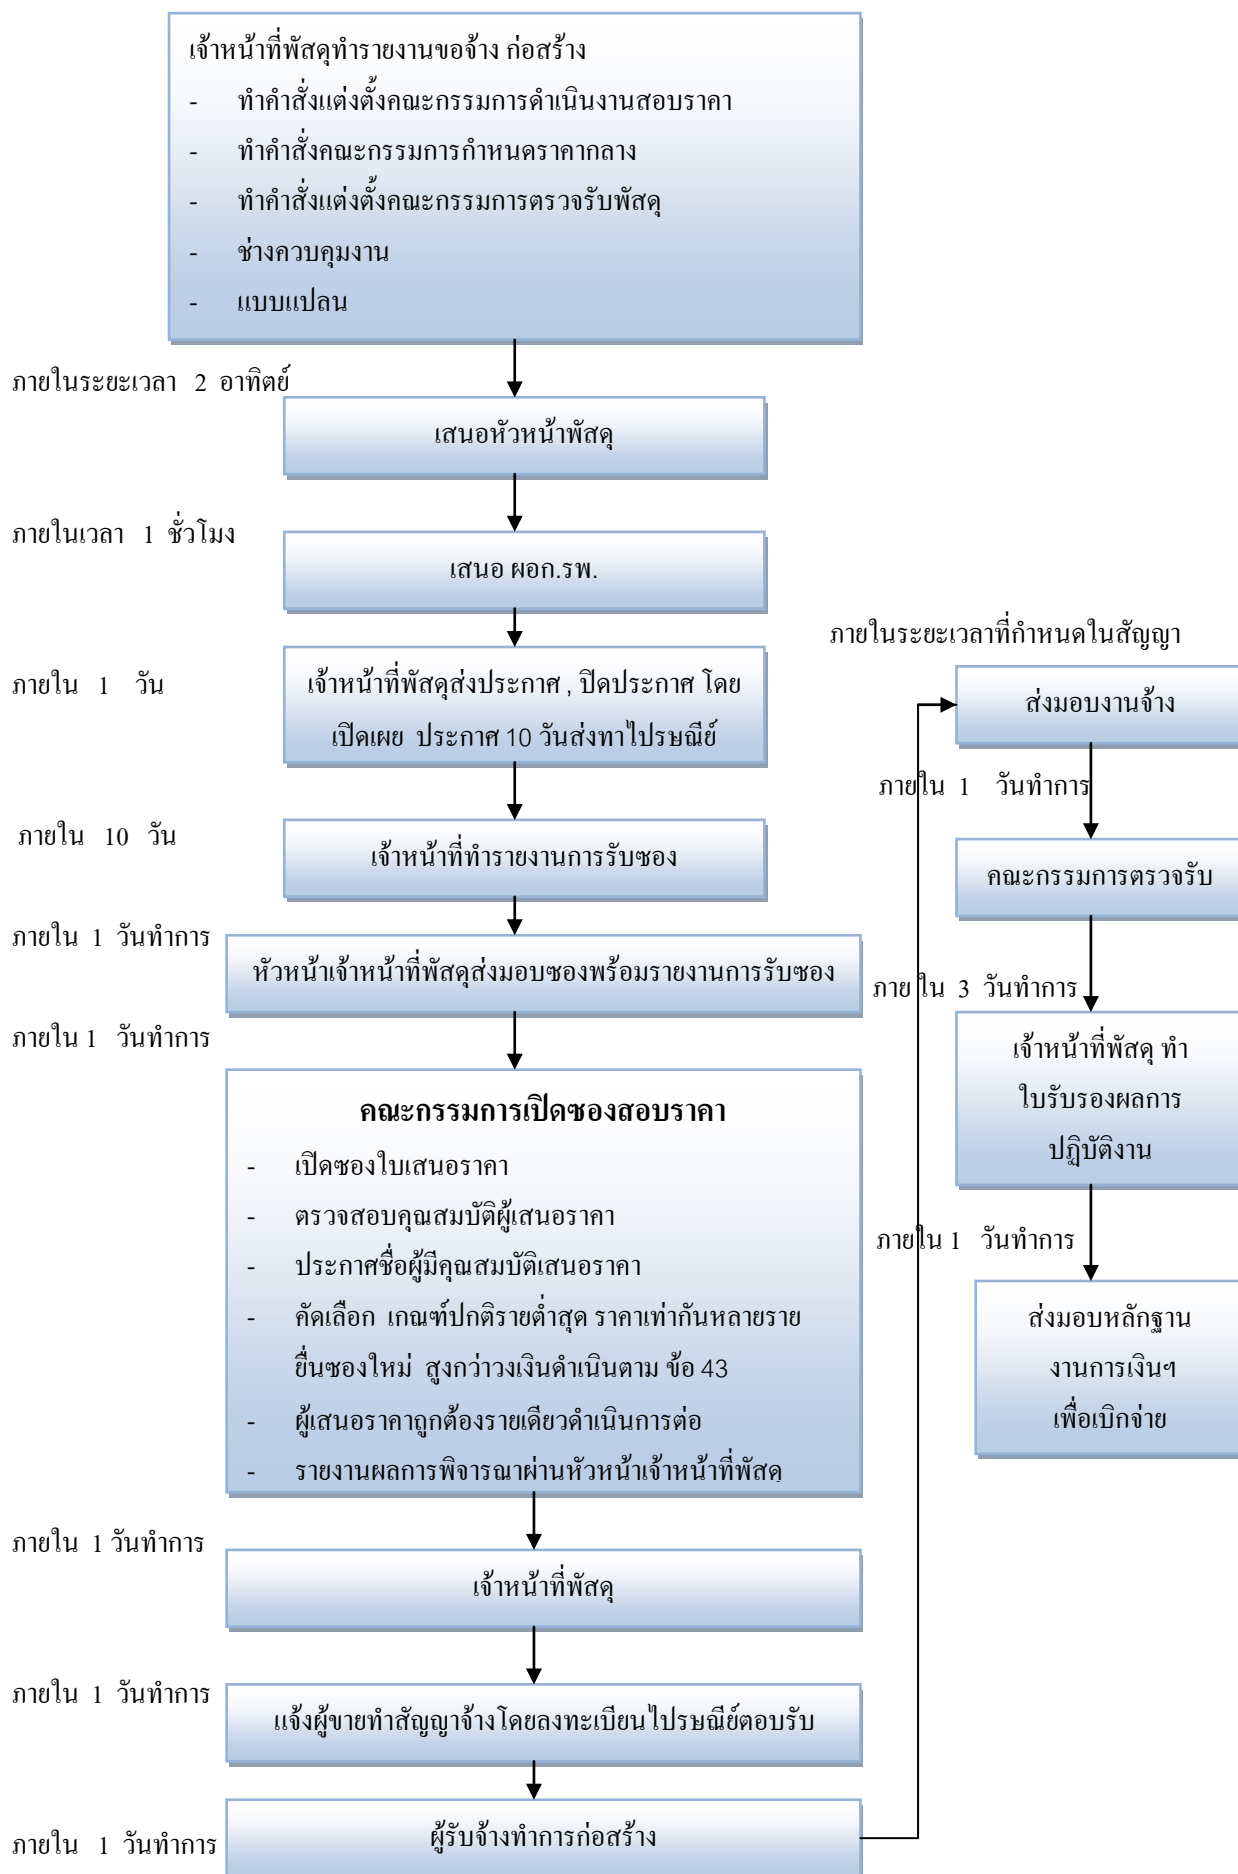 เจ้าหน้าที่พัสดุทำรายงานขอจ้าง ก่อสร้าง
- ทำคำสั่งแต่งตั้งคณะกรรมการดำเนินงานสอบราคา
- ทำคำสั่งคณะกรรมการกำหนดราคากลาง
- ทำคำสั่งแต่งตั้งคณะกรรมการตรวจรับพัสดุ
- ช่างควบคุมงาน
- แบบแปลน
ภายในระยะเวลา 2 อาทิตย์
เสนอหัวหน้าพัสดุ
ภายในเวลา 1 ชั่วโมง
เสนอ ผอก.รพ.
ภายใน 1 วัน
เจ้าหน้าที่พัสดุส่งประกาศ , ปิดประกาศ โดย
เปิดเผย ประกาศ 10 วันส่งทาไปรษณีย์
ภายใน 10 วัน
เจ้าหน้าที่ทำรายงานการรับซอง
ภายใน 1 วันทำการ
หัวหน้าเจ้าหน้าที่พัสดุส่งมอบซองพร้อมรายงานการรับซอง
ภายใน 1 วันทำการ
คณะกรรมการเปิดซองสอบราคา
- เปิดซองใบเสนอราคา
- ตรวจสอบคุณสมบัติผู้เสนอราคา
- ประกาศชื่อผู้มีคุณสมบัติเสนอราคา
- คัดเลือก เกณฑ์ปกติรายต่ำสุด ราคาเท่ากันหลายราย
ยื่นซองใหม่ สูงกว่าวงเงินดำเนินตาม ข้อ 43
- ผู้เสนอราคาถูกต้องรายเดียวดำเนินการต่อ
- รายงานผลการพิจารณาผ่านหัวหน้าเจ้าหน้าที่พัสดุ
ภายใน 1 วันทำการ
เจ้าหน้าที่พัสดุ
ภายใน 1 วันทำการ
แจ้งผู้ขายทำสัญญาจ้างโดยลงทะเบียนไปรษณีย์ตอบรับ
ภายใน 1 วันทำการ
ผู้รับจ้างทำการก่อสร้าง
ภายในระยะเวลาที่กำหนดในสัญญา
ส่งมอบงานจ้าง
ภายใน 1 วันทำการ
คณะกรรมการตรวจรับ
ภาย ใน 3 วันทำการ
เจ้าหน้าที่พัสดุ ทำ
ใบรับรองผลการ
ปฏิบัติงาน
ภายใน 1 วันทำการ
ส่งมอบหลักฐาน
งานการเงินฯ
เพื่อเบิกจ่าย